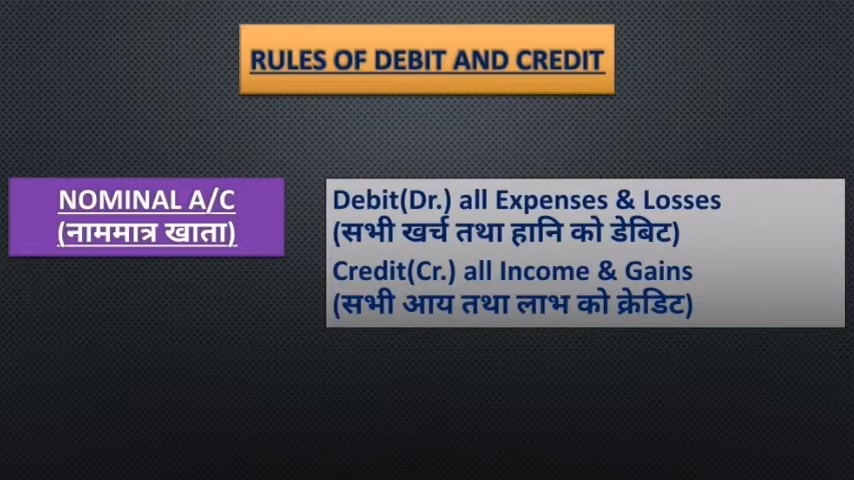 RULES OF DEBIT AND CREDIT
NOMINAL A/C
(नाममात्र खाता)
Debit(Dr.) all Expenses & Losses
(सभी खर्च तथा हानि को डेबिट)
Credit(Cr.) all Income & Gains
(सभी आय तथा लाभ को क्रेडिट)